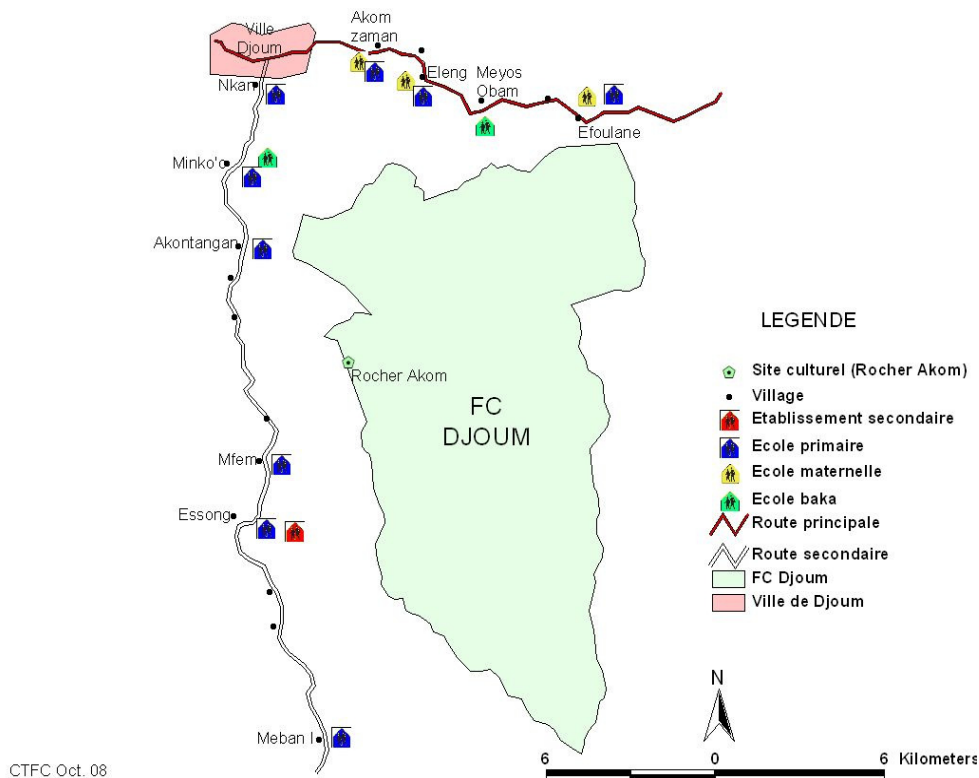 Ville
Djoum
Akom
zaman
Nkan
Eleng
Meyos
Obam
Efoulane
Minko'o
Akontangan
Rocher Akom
FC
DJOUM
Mfem
Essong
Meban I
LEGENDE
Site culturel (Rocher Akom)
Village
Etablissement secondaire
Ecole primaire
Ecole maternelle
Ecole baka
Route principale
Route secondaire
FC Djoum
Ville de Djoum
N
6 0 6 Kilometers
CTFC Oct. 08